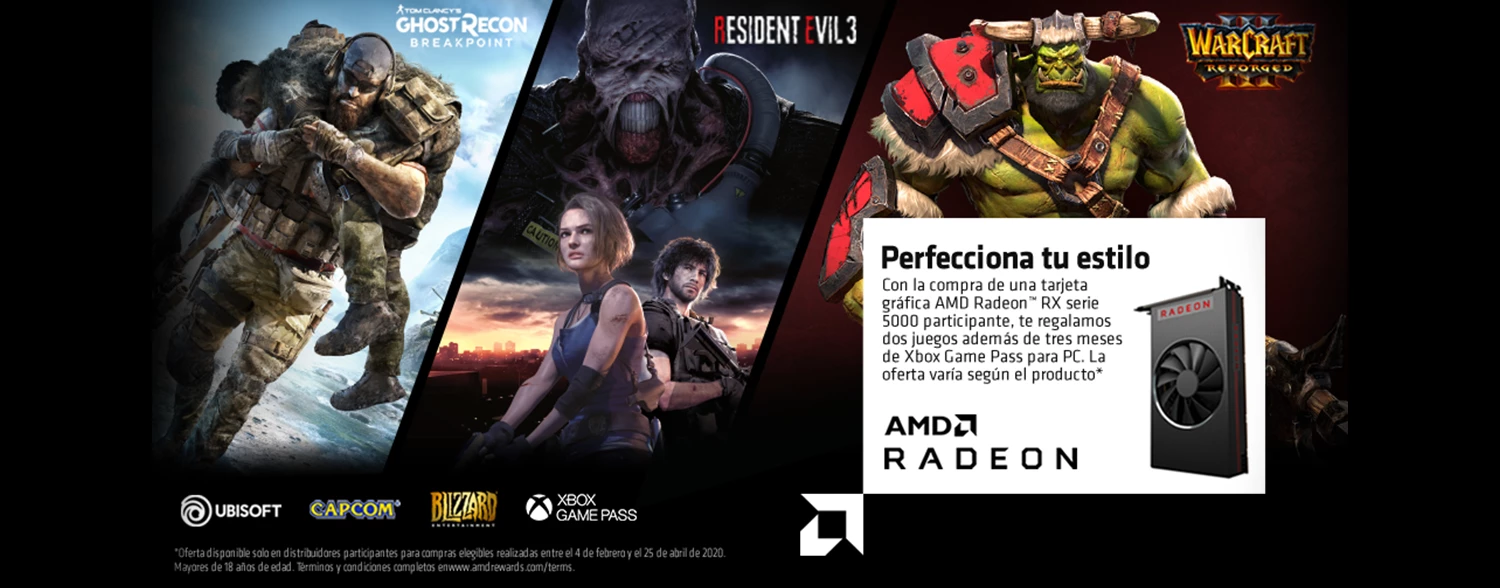 TOM CLANCY'S
GHOST RECON
BREAKPOINT
RESIDENT EVIL 3
III
WARCRAFT
REFORGED
CAUTION
Perfecciona tu estilo
Con la compra de una tarjeta
gráfica AMD Radeon™ RX serie
5000 participante, te regalamos
dos juegos además de tres meses
de Xbox Game Pass para PC. La
oferta varía según el producto*
RADEON
AMD
RADEON
UBISOFT
CAPCOM®
BLIZZARD
ENTERTAINMENT
XBOX
GAME PASS
*Oferta disponible solo en distribuidores participantes para compras elegibles realizadas entre el 4 de febrero y el 25 de abril de 2020.
Mayores de 18 años de edad. Términos y condiciones completos enwww.amdrewards.com/terms.